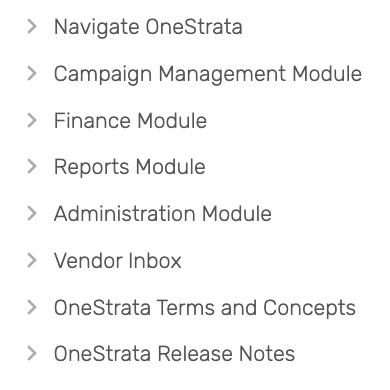 Navigate OneStrata
Campaign Management Module
Finance Module
Reports Module
Administration Module
Vendor Inbox
OneStrata Terms and Concepts
OneStrata Release Notes